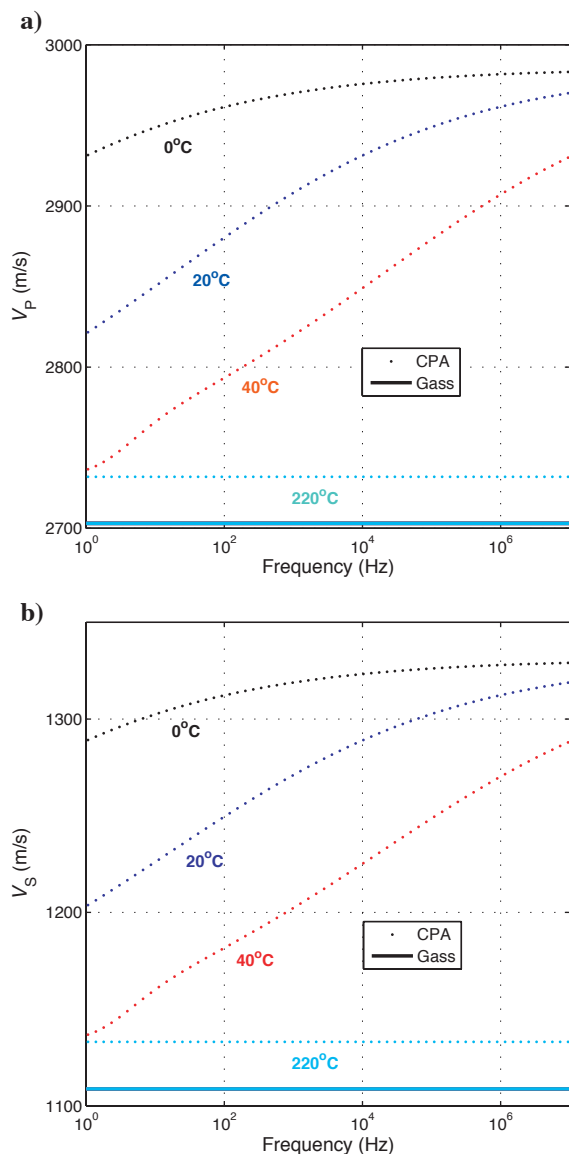 a)
3000
2900
2800
2700
V_P (m/s)
0°C
20°C
40°C
CPA
Gass
220°C
10^0 10^2 10^4 10^6
Frequency (Hz)
b)
1300
1200
1100
V_S (m/s)
0°C
20°C
40°C
CPA
Gass
220°C
10^0 10^2 10^4 10^6
Frequency (Hz)